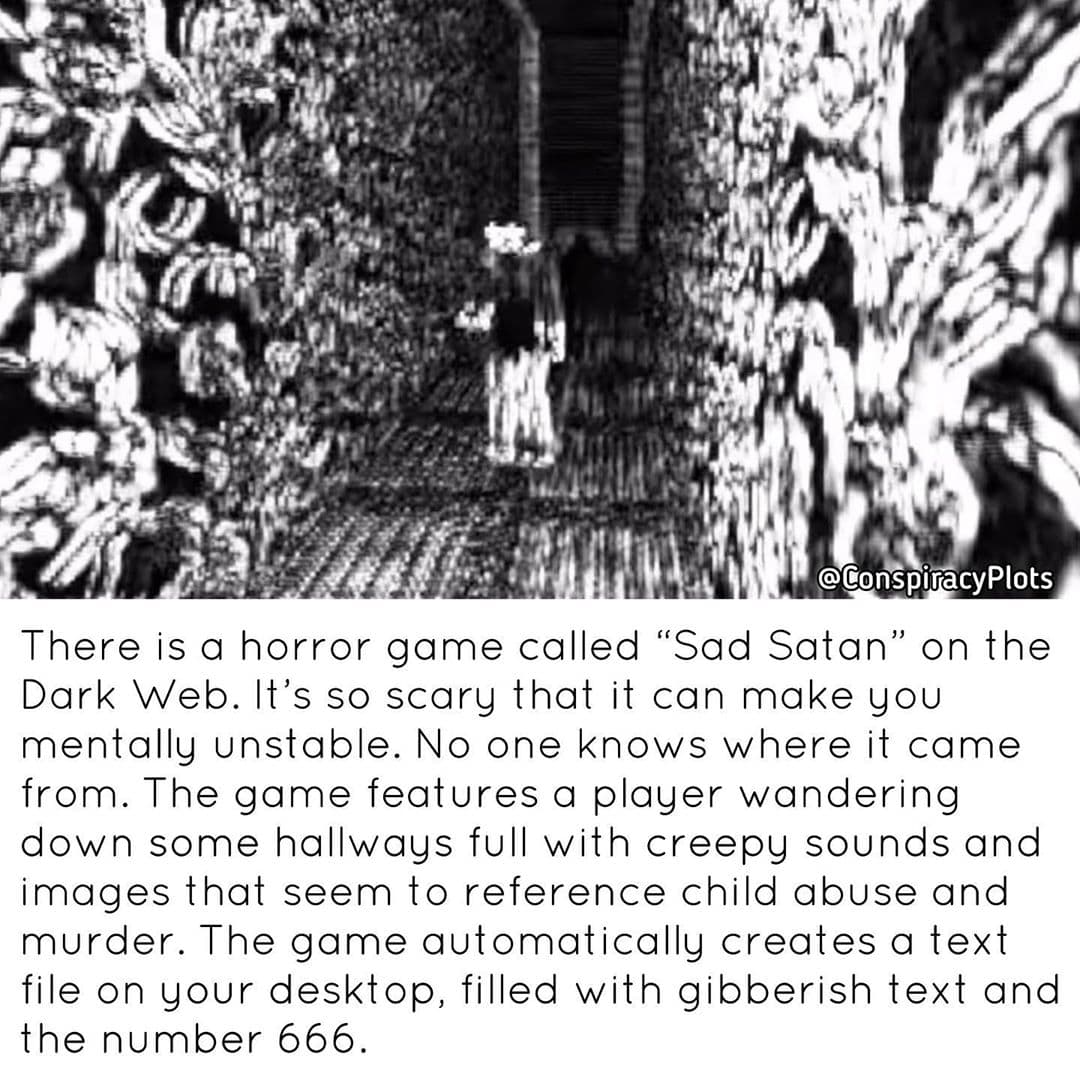 @ConspiracyPlots
There is a horror game called “Sad Satan” on the
Dark Web. It’s so scary that it can make you
mentally unstable. No one knows where it came
from. The game features a player wandering
down some hallways full with creepy sounds and
images that seem to reference child abuse and
murder. The game automatically creates a text
file on your desktop, filled with gibberish text and
the number 666.